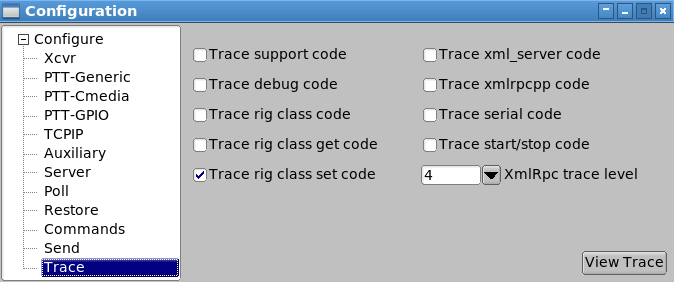 Configuration
Configure
Xcvr
PTT-Generic
PTT-Cmedia
PTT-GPIO
TCPIP
Auxiliary
Server
Poll
Restore
Commands
Send
Trace
Trace support code
Trace debug code
Trace rig class code
Trace rig class get code
Trace rig class set code
Trace xml_server code
Trace xmlrpcpp code
Trace serial code
Trace start/stop code
4 XmlRpc trace level
View Trace